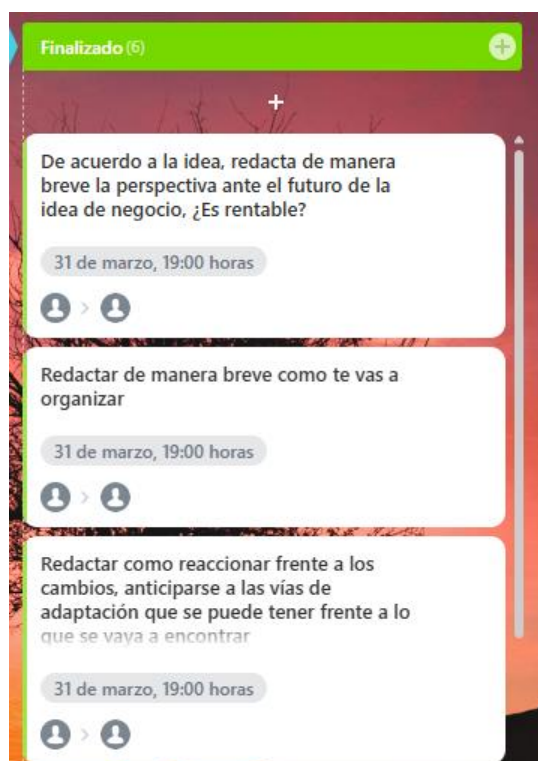 Finalizado (6)
+
De acuerdo a la idea, redacta de manera
breve la perspectiva ante el futuro de la
idea de negocio, ¿Es rentable?
31 de marzo, 19:00 horas
Redactar de manera breve como te vas a
organizar
31 de marzo, 19:00 horas
Redactar como reaccionar frente a los
cambios, anticiparse a las vías de
adaptación que se puede tener frente a lo
que se vaya a encontrar
31 de marzo, 19:00 horas